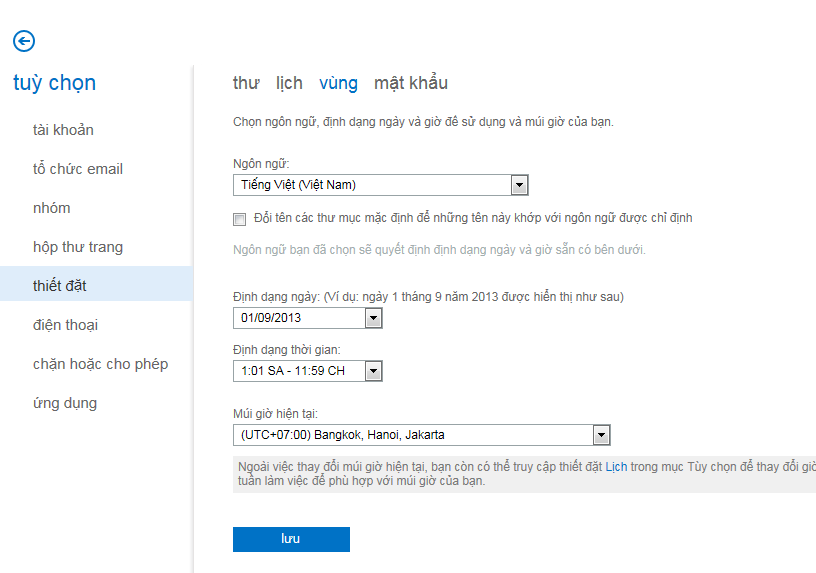 tuỳ chọn
tài khoản
tổ chức email
nhóm
hộp thư trang
thiết đặt
điện thoại
chặn hoặc cho phép
ứng dụng
thư lịch vùng mật khẩu
Chọn ngôn ngữ, định dạng ngày và giờ để sử dụng và múi giờ của bạn.
Ngôn ngữ:
Tiếng Việt (Việt Nam)
Đổi tên các thư mục mặc định để những tên này khớp với ngôn ngữ được chỉ định
Ngôn ngữ bạn đã chọn sẽ quyết định định dạng ngày và giờ sẵn có bên dưới.
Định dạng ngày: (Ví dụ: ngày 1 tháng 9 năm 2013 được hiển thị như sau)
01/09/2013
Định dạng thời gian:
1:01 SA - 11:59 CH
Múi giờ hiện tại:
(UTC+07:00) Bangkok, Hanoi, Jakarta
Ngoài việc thay đổi múi giờ hiện tại, bạn còn có thể truy cập thiết đặt Lịch trong mục Tùy chọn để thay đổi giờ
tuần làm việc để phù hợp với múi giờ của bạn.
lưu